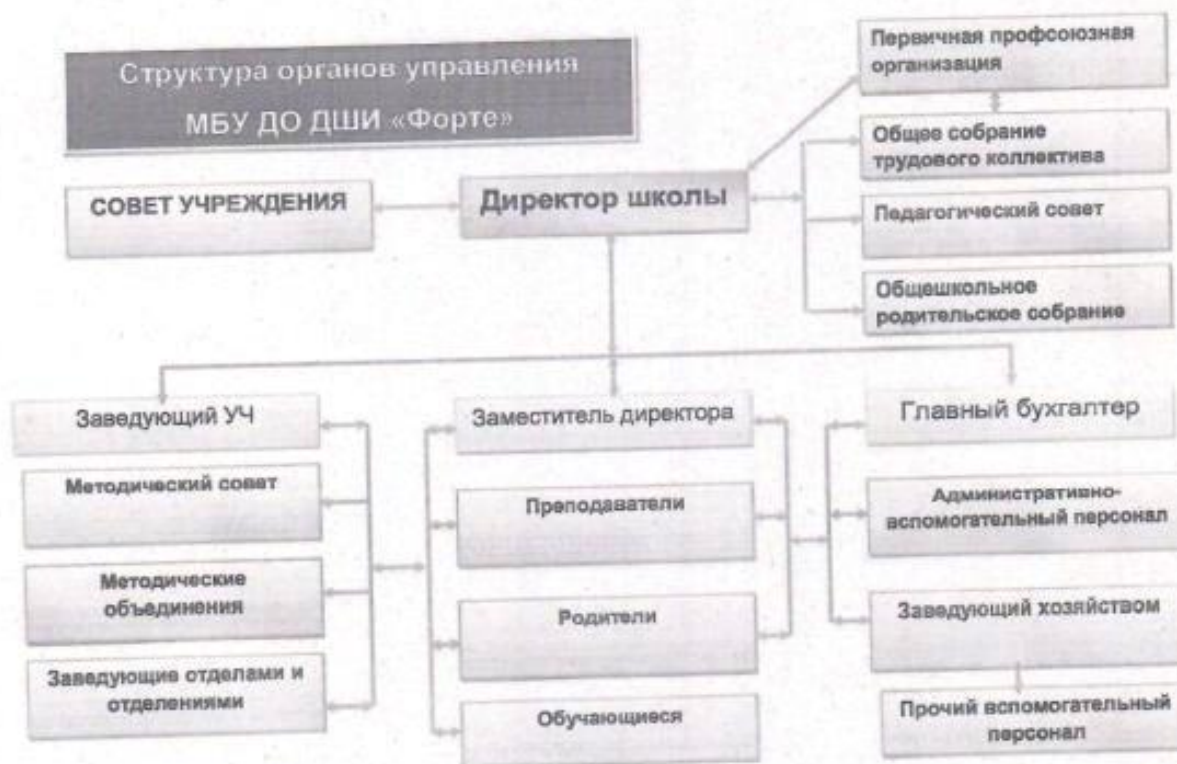 Структура органов управления
МБУ ДО ДШИ «Форте»
Первичная профсоюзная
организация
Общее собрание
трудового коллектива
СОВЕТ УЧРЕЖДЕНИЯ
Директор школы
Педагогический совет
Общешкольное
родительское собрание
Заведующий УЧ
Заместитель директора
Главный бухгалтер
Методический совет
Преподаватели
Административно-
вспомогательный персонал
Методические
объединения
Родители
Заведующий хозяйством
Заведующие отделами и
отделениями
Обучающиеся
Прочий вспомогательный
персонал